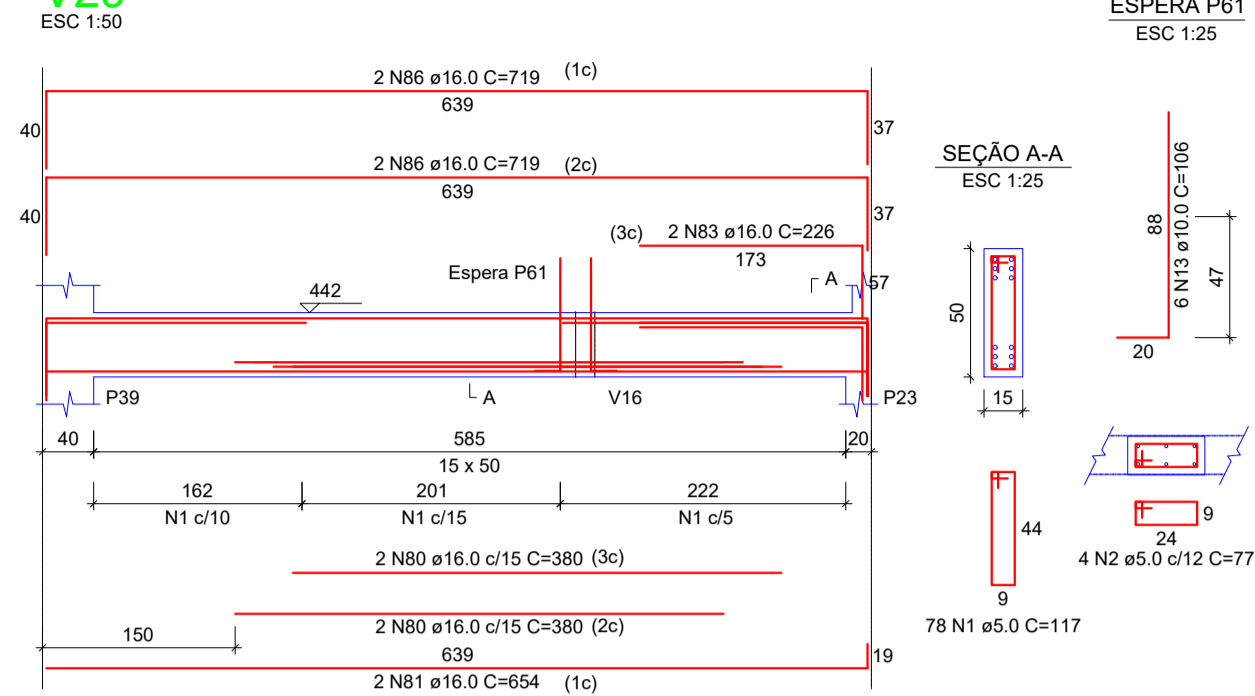 ESC 1:50
ESPERA P61
ESC 1:25
2 N86 ø16.0 C=719 (1c)
639
40
37
2 N86 ø16.0 C=719 (2c)
639
40
37
(3c) 2 N83 ø16.0 C=226
173
57
Espera P61
A
442
P39
A
V16
P23
40
585
20
15 x 50
162
201
222
N1 c/10
N1 c/15
N1 c/5
2 N80 ø16.0 c/15 C=380 (3c)
2 N80 ø16.0 c/15 C=380 (2c)
150
639
19
2 N81 ø16.0 C=654 (1c)
SEÇÃO A-A
ESC 1:25
50
15
44
9
78 N1 ø5.0 C=117
88
6 N13 ø10.0 C=106
47
20
9
24
4 N2 ø5.0 c/12 C=77